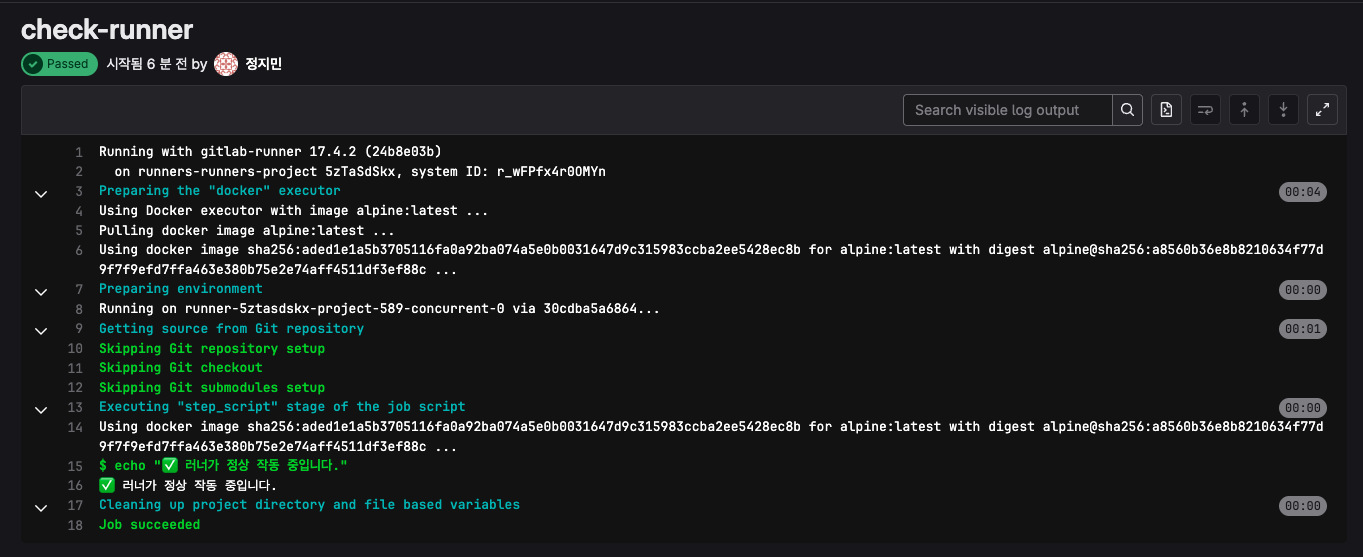 check-runner
Passed 시작됨 6 분 전 by 정지민
Search visible log output
1 Running with gitlab-runner 17.4.2 (24b8e03b)
2 on runners-runners-project 5zTaSdSkx, system ID: r_wFPfx4r0OMYn
3 Preparing the "docker" executor 00:04
4 Using Docker executor with image alpine:latest ...
5 Pulling docker image alpine:latest ...
6 Using docker image sha256:aded1e1a5b3705116fa0a92ba074a5e0b0031647d9c315983ccba2ee5428ec8b for alpine:latest with digest alpine@sha256:a8560b36e8b8210634f77d
9f7f9efd7ffa463e380b75e2e74aff4511df3ef88c ...
7 Preparing environment 00:00
8 Running on runner-5ztasdskx-project-589-concurrent-0 via 30cdba5a6864...
9 Getting source from Git repository 00:01
10 Skipping Git repository setup
11 Skipping Git checkout
12 Skipping Git submodules setup
13 Executing "step_script" stage of the job script 00:00
14 Using docker image sha256:aded1e1a5b3705116fa0a92ba074a5e0b0031647d9c315983ccba2ee5428ec8b for alpine:latest with digest alpine@sha256:a8560b36e8b8210634f77d
9f7f9efd7ffa463e380b75e2e74aff4511df3ef88c ...
15 $ echo "✅ 러너가 정상 작동 중입니다."
16 ✅ 러너가 정상 작동 중입니다.
17 Cleaning up project directory and file based variables 00:00
18 Job succeeded